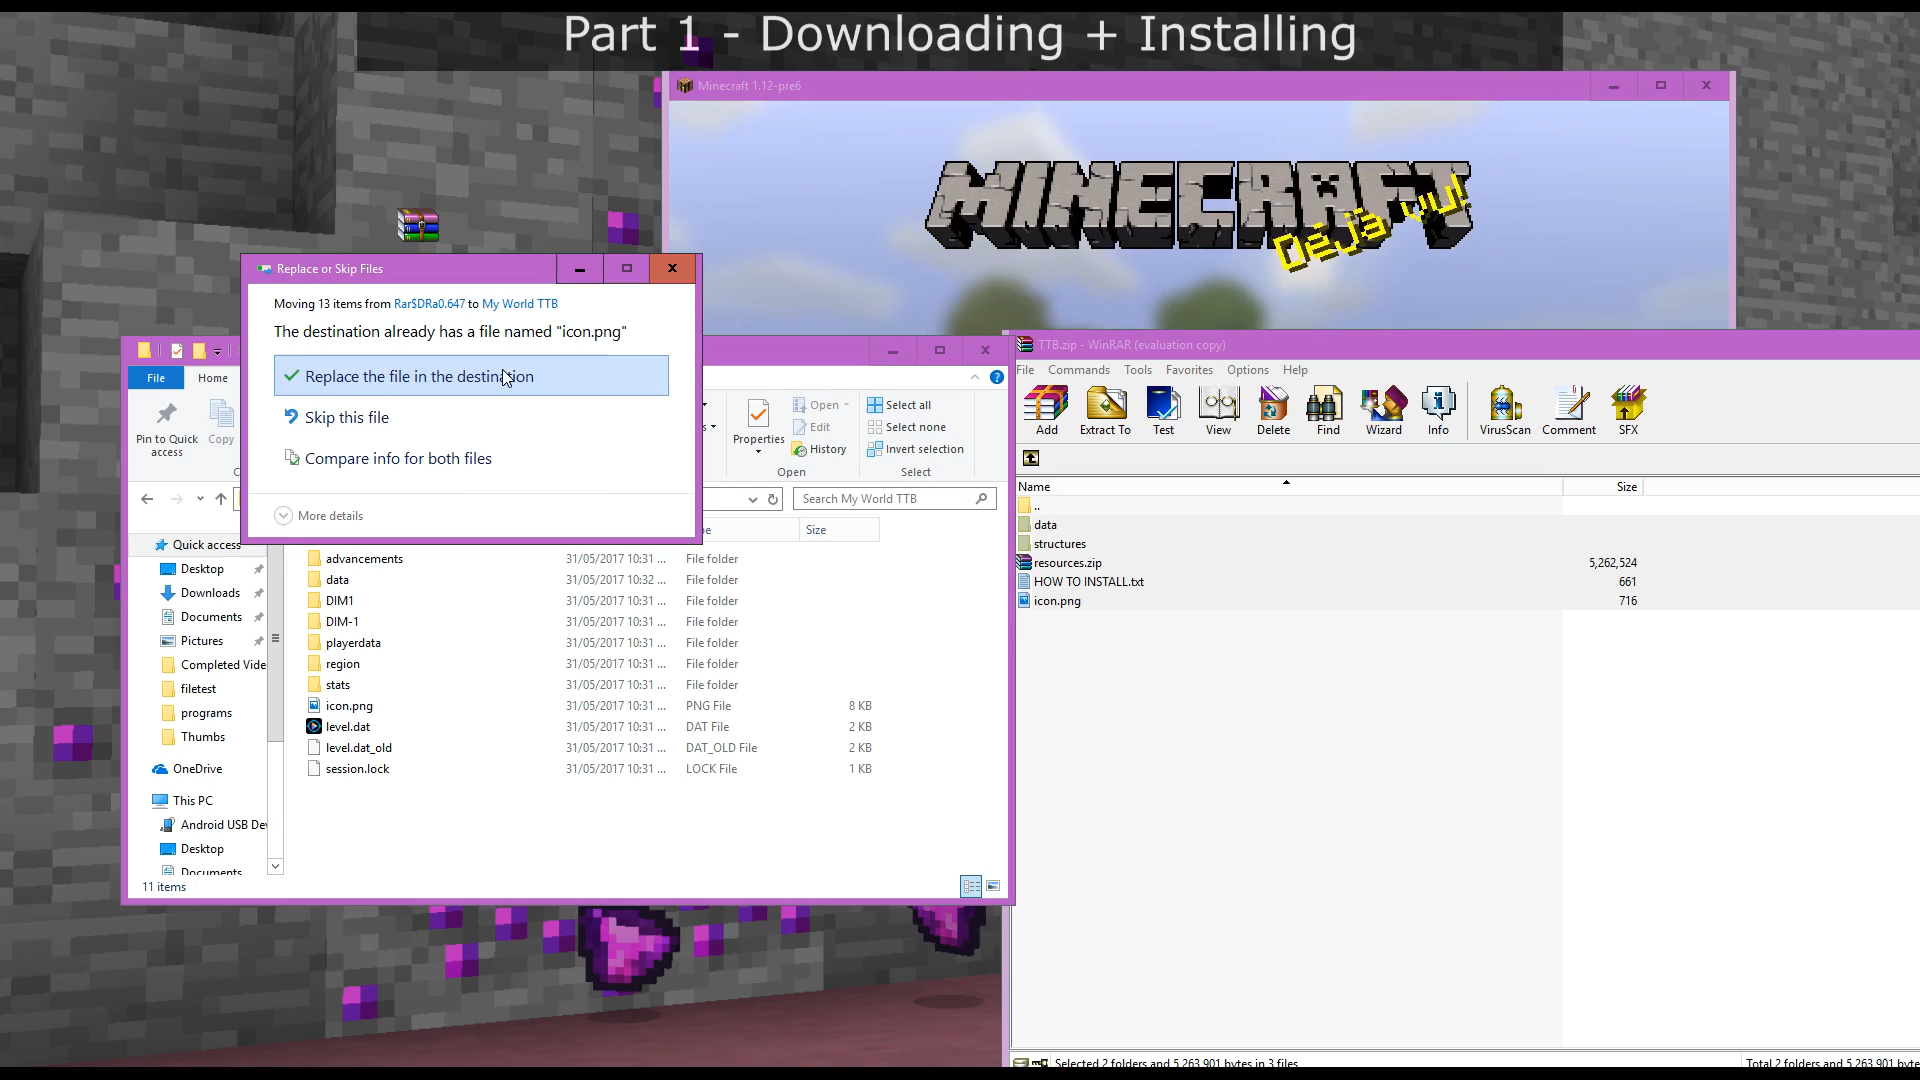 Part 1 - Downloading + Installing
Minecraft 1.12-pre6
MINECRAFT
Déjà vu!
Replace or Skip Files
Moving 13 items from Rar$DRa0.647 to My World TTB
The destination already has a file named "icon.png"
Replace the file in the destination
Skip this file
Compare info for both files
More details
File
Home
Pin to Quick access
Copy
Properties
Open
Edit
History
Open
Select all
Select none
Invert selection
Select
Search My World TTB
Size
Quick access
Desktop
Downloads
Documents
Pictures
Completed Vide
filetest
programs
Thumbs
OneDrive
This PC
Android USB De
Desktop
Documents
advancements 31/05/2017 10:31 ... File folder
data 31/05/2017 10:32 ... File folder
DIM1 31/05/2017 10:31 ... File folder
DIM-1 31/05/2017 10:31 ... File folder
playerdata 31/05/2017 10:31 ... File folder
region 31/05/2017 10:31 ... File folder
stats 31/05/2017 10:31 ... File folder
icon.png 31/05/2017 10:31 ... PNG File 8 KB
level.dat 31/05/2017 10:31 ... DAT File 2 KB
level.dat_old 31/05/2017 10:31 ... DAT_OLD File 2 KB
session.lock 31/05/2017 10:31 ... LOCK File 1 KB
11 items
TTB.zip - WinRAR (evaluation copy)
File Commands Tools Favorites Options Help
Add Extract To Test View Delete Find Wizard Info VirusScan Comment SFX
Name Size
..
data
structures
resources.zip 5,262,524
HOW TO INSTALL.txt 661
icon.png 716
Selected 2 folders and 5 263 901 bytes in 3 files
Total 2 folders and 5 263 901 byte